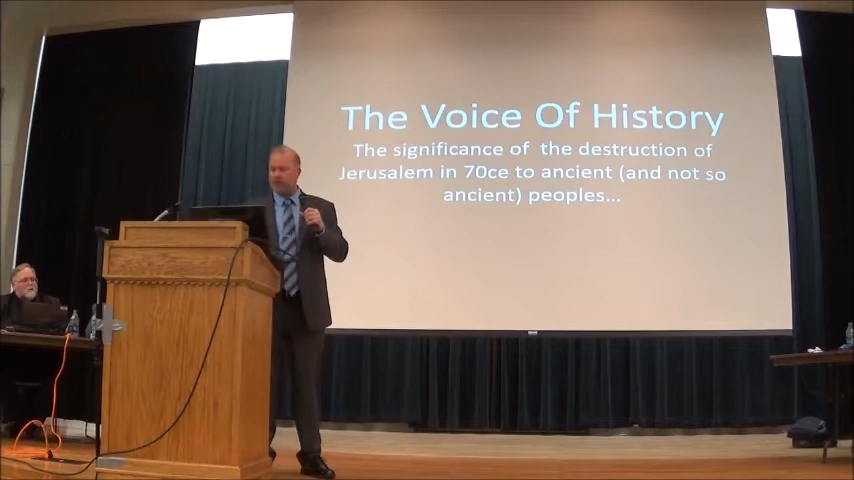 The Voice Of History
The significance of  the destruction of
Jerusalem in 70ce to ancient (and not so
ancient) peoples...